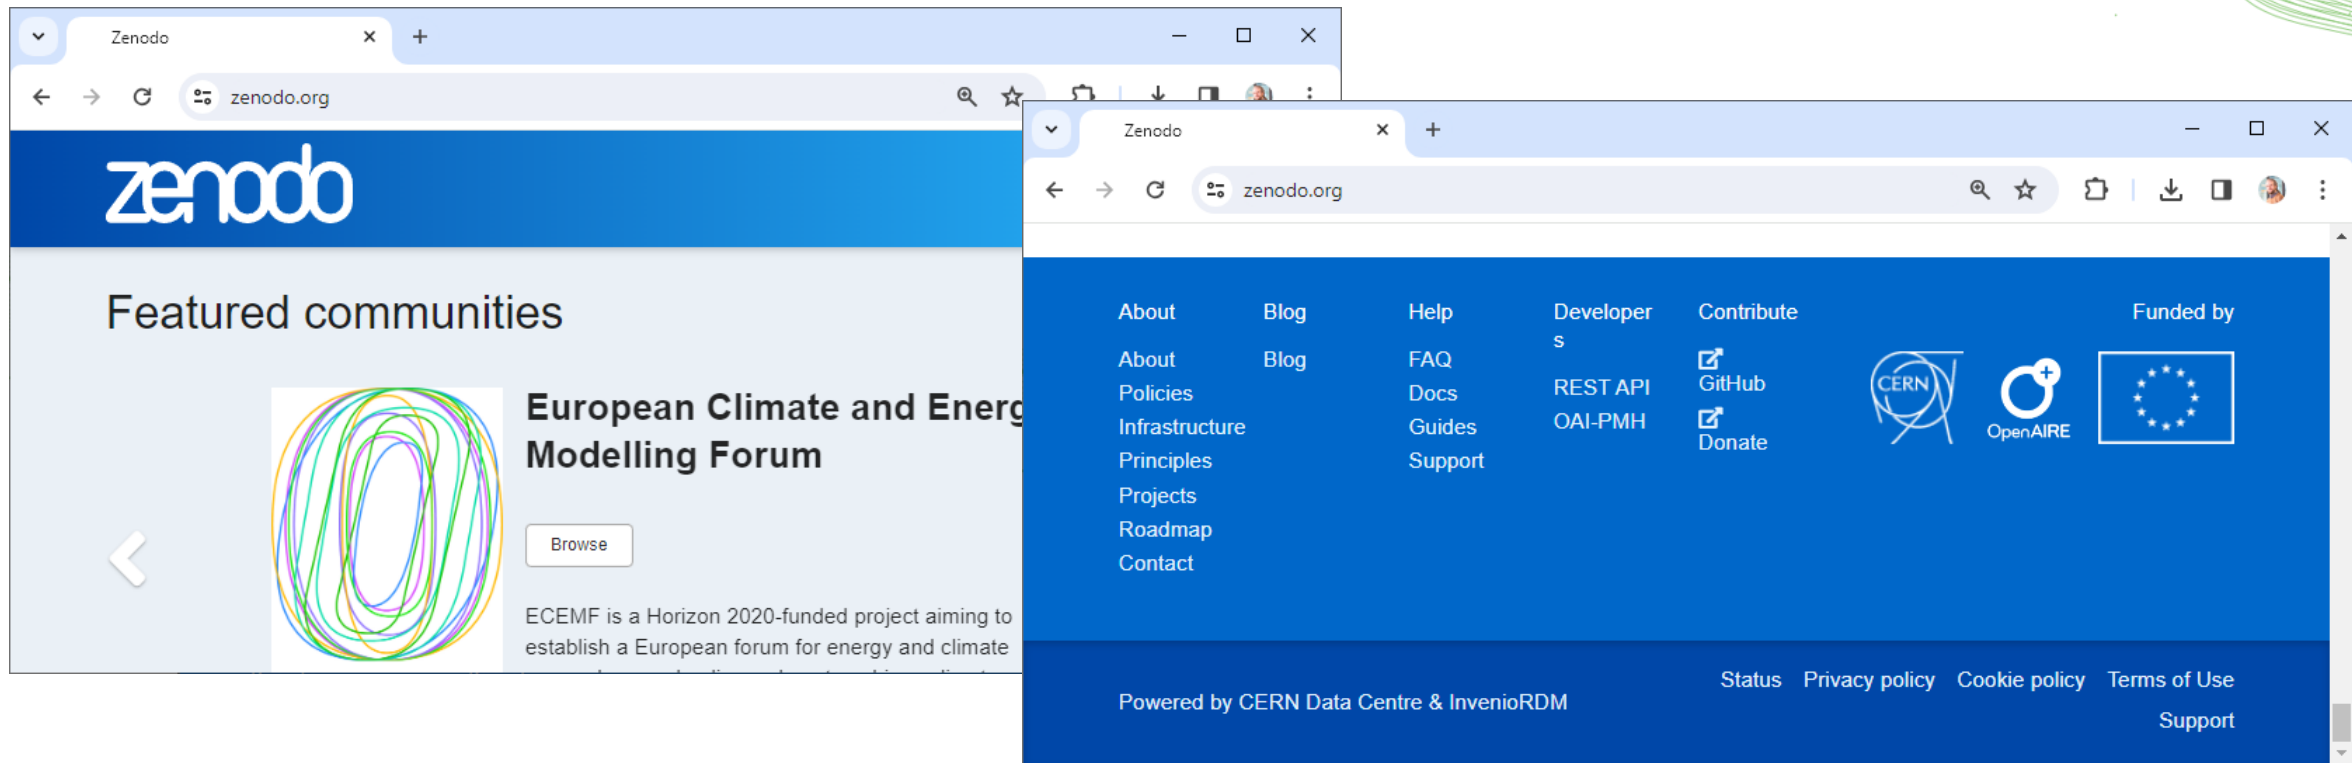 Zenodo
zenodo.org
zenodo
Featured communities
European Climate and Energ
Modelling Forum
Browse
ECEMF is a Horizon 2020-funded project aiming to
establish a European forum for energy and climate
Zenodo
zenodo.org
About Blog Help Developer Contribute Funded by
s
About Blog FAQ
Policies Docs REST API GitHub
Infrastructure Guides OAI-PMH
Principles Support Donate
Projects
Roadmap
Contact
CERN
OpenAIRE
Powered by CERN Data Centre & InvenioRDM
Status Privacy policy Cookie policy Terms of Use
Support